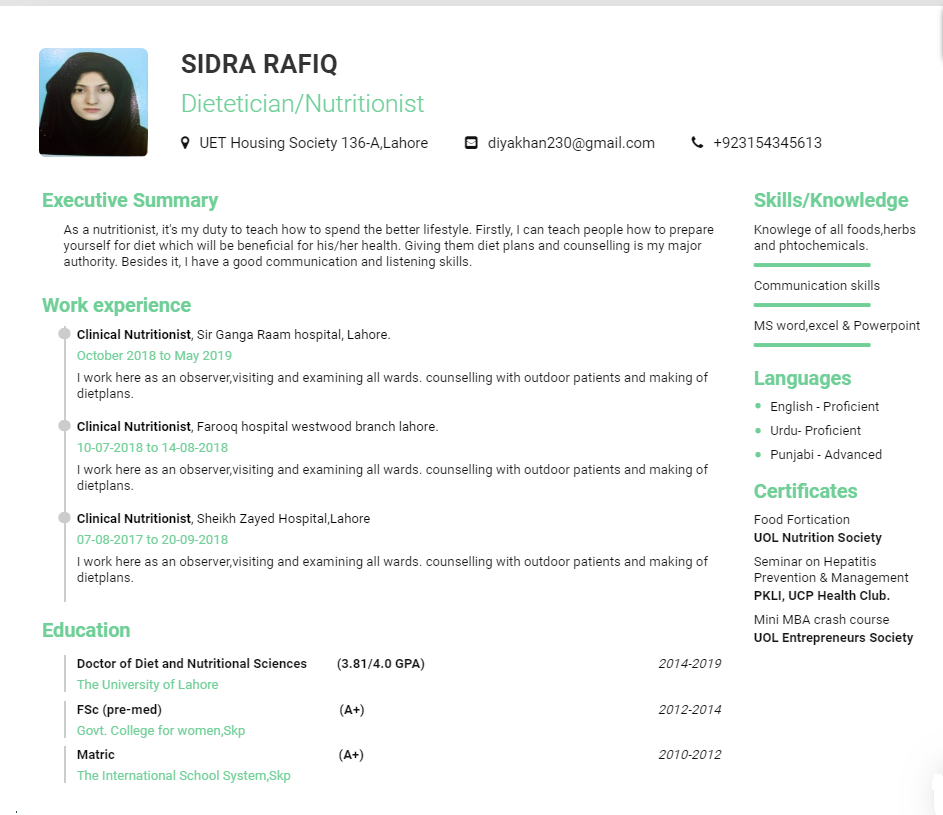 SIDRA RAFIQ
Dietetician/Nutritionist
UET Housing Society 136-A,Lahore
diyakhan230@gmail.com
+923154345613
Executive Summary
As a nutritionist, it's my duty to teach how to spend the better lifestyle. Firstly, I can teach people how to prepare
yourself for diet which will be beneficial for his/her health. Giving them diet plans and counselling is my major
authority. Besides it, I have a good communication and listening skills.
Work experience
Clinical Nutritionist, Sir Ganga Raam hospital, Lahore.
October 2018 to May 2019
I work here as an observer,visiting and examining all wards. counselling with outdoor patients and making of
dietplans.
Clinical Nutritionist, Farooq hospital westwood branch lahore.
10-07-2018 to 14-08-2018
I work here as an observer,visiting and examining all wards. counselling with outdoor patients and making of
dietplans.
Clinical Nutritionist, Sheikh Zayed Hospital,Lahore
07-08-2017 to 20-09-2018
I work here as an observer,visiting and examining all wards. counselling with outdoor patients and making of
dietplans.
Education
Doctor of Diet and Nutritional Sciences (3.81/4.0 GPA) 2014-2019
The University of Lahore
FSc (pre-med) (A+) 2012-2014
Govt. College for women,Skp
Matric (A+) 2010-2012
The International School System,Skp
Skills/Knowledge
Knowlege of all foods,herbs
and phtochemicals.
Communication skills
MS word,excel & Powerpoint
Languages
English - Proficient
Urdu- Proficient
Punjabi - Advanced
Certificates
Food Fortication
UOL Nutrition Society
Seminar on Hepatitis
Prevention & Management
PKLI, UCP Health Club.
Mini MBA crash course
UOL Entrepreneurs Society